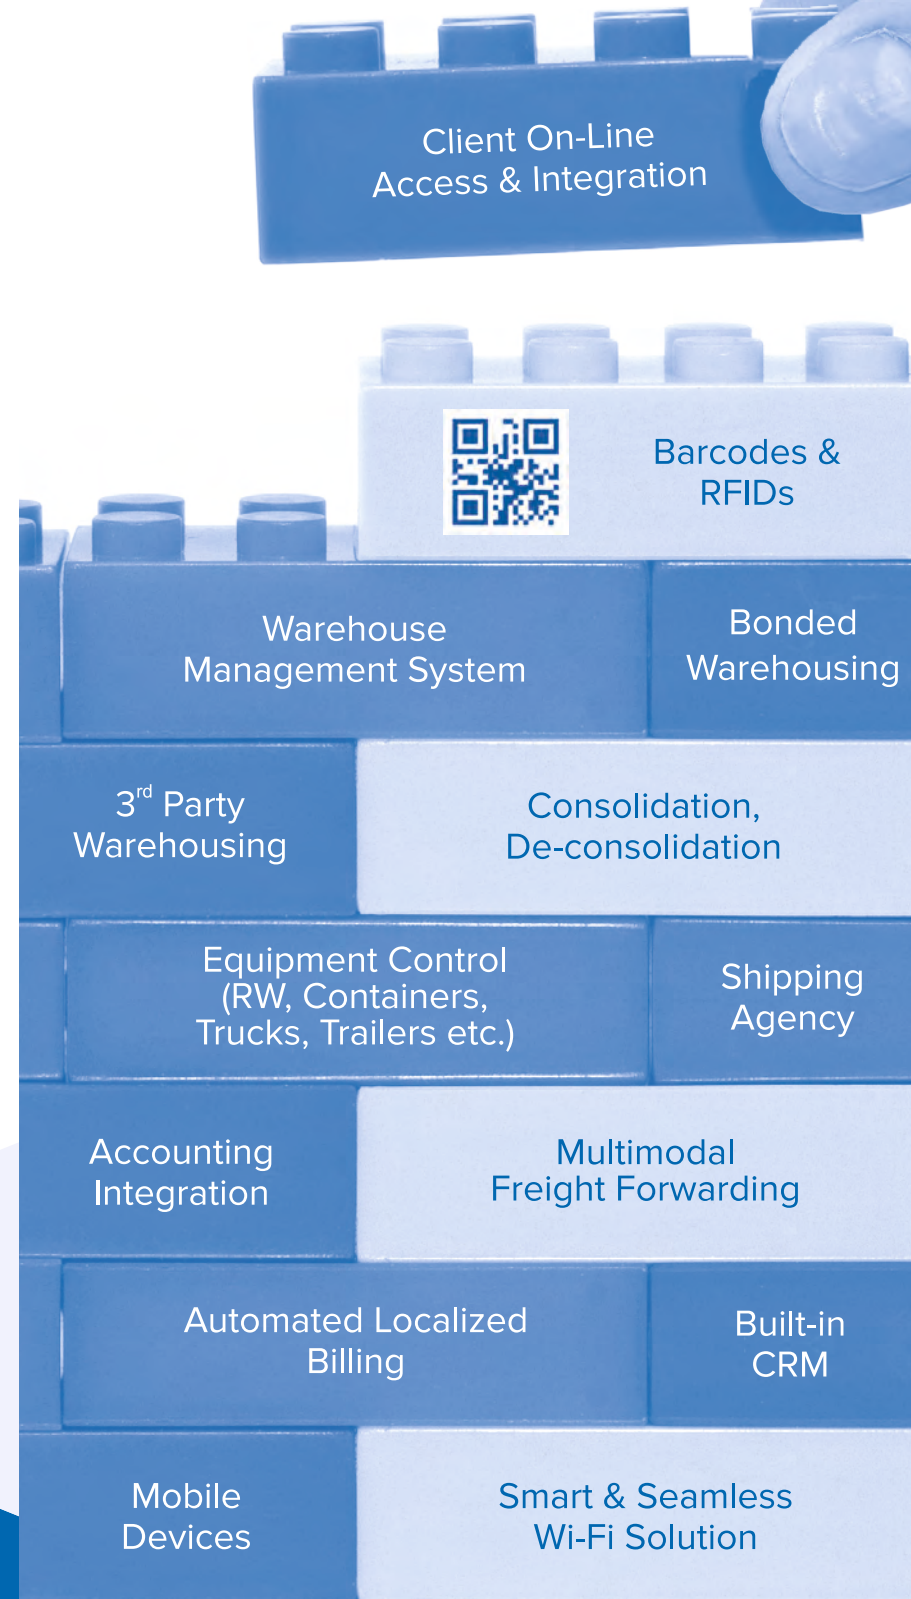 Client On-Line
Access & Integration
Barcodes &
RFIDs
Warehouse
Management System
Bonded
Warehousing
3rd Party
Warehousing
Consolidation,
De-consolidation
Equipment Control
(RW, Containers,
Trucks, Trailers etc.)
Shipping
Agency
Accounting
Integration
Multimodal
Freight Forwarding
Automated Localized
Billing
Built-in
CRM
Mobile
Devices
Smart & Seamless
Wi-Fi Solution